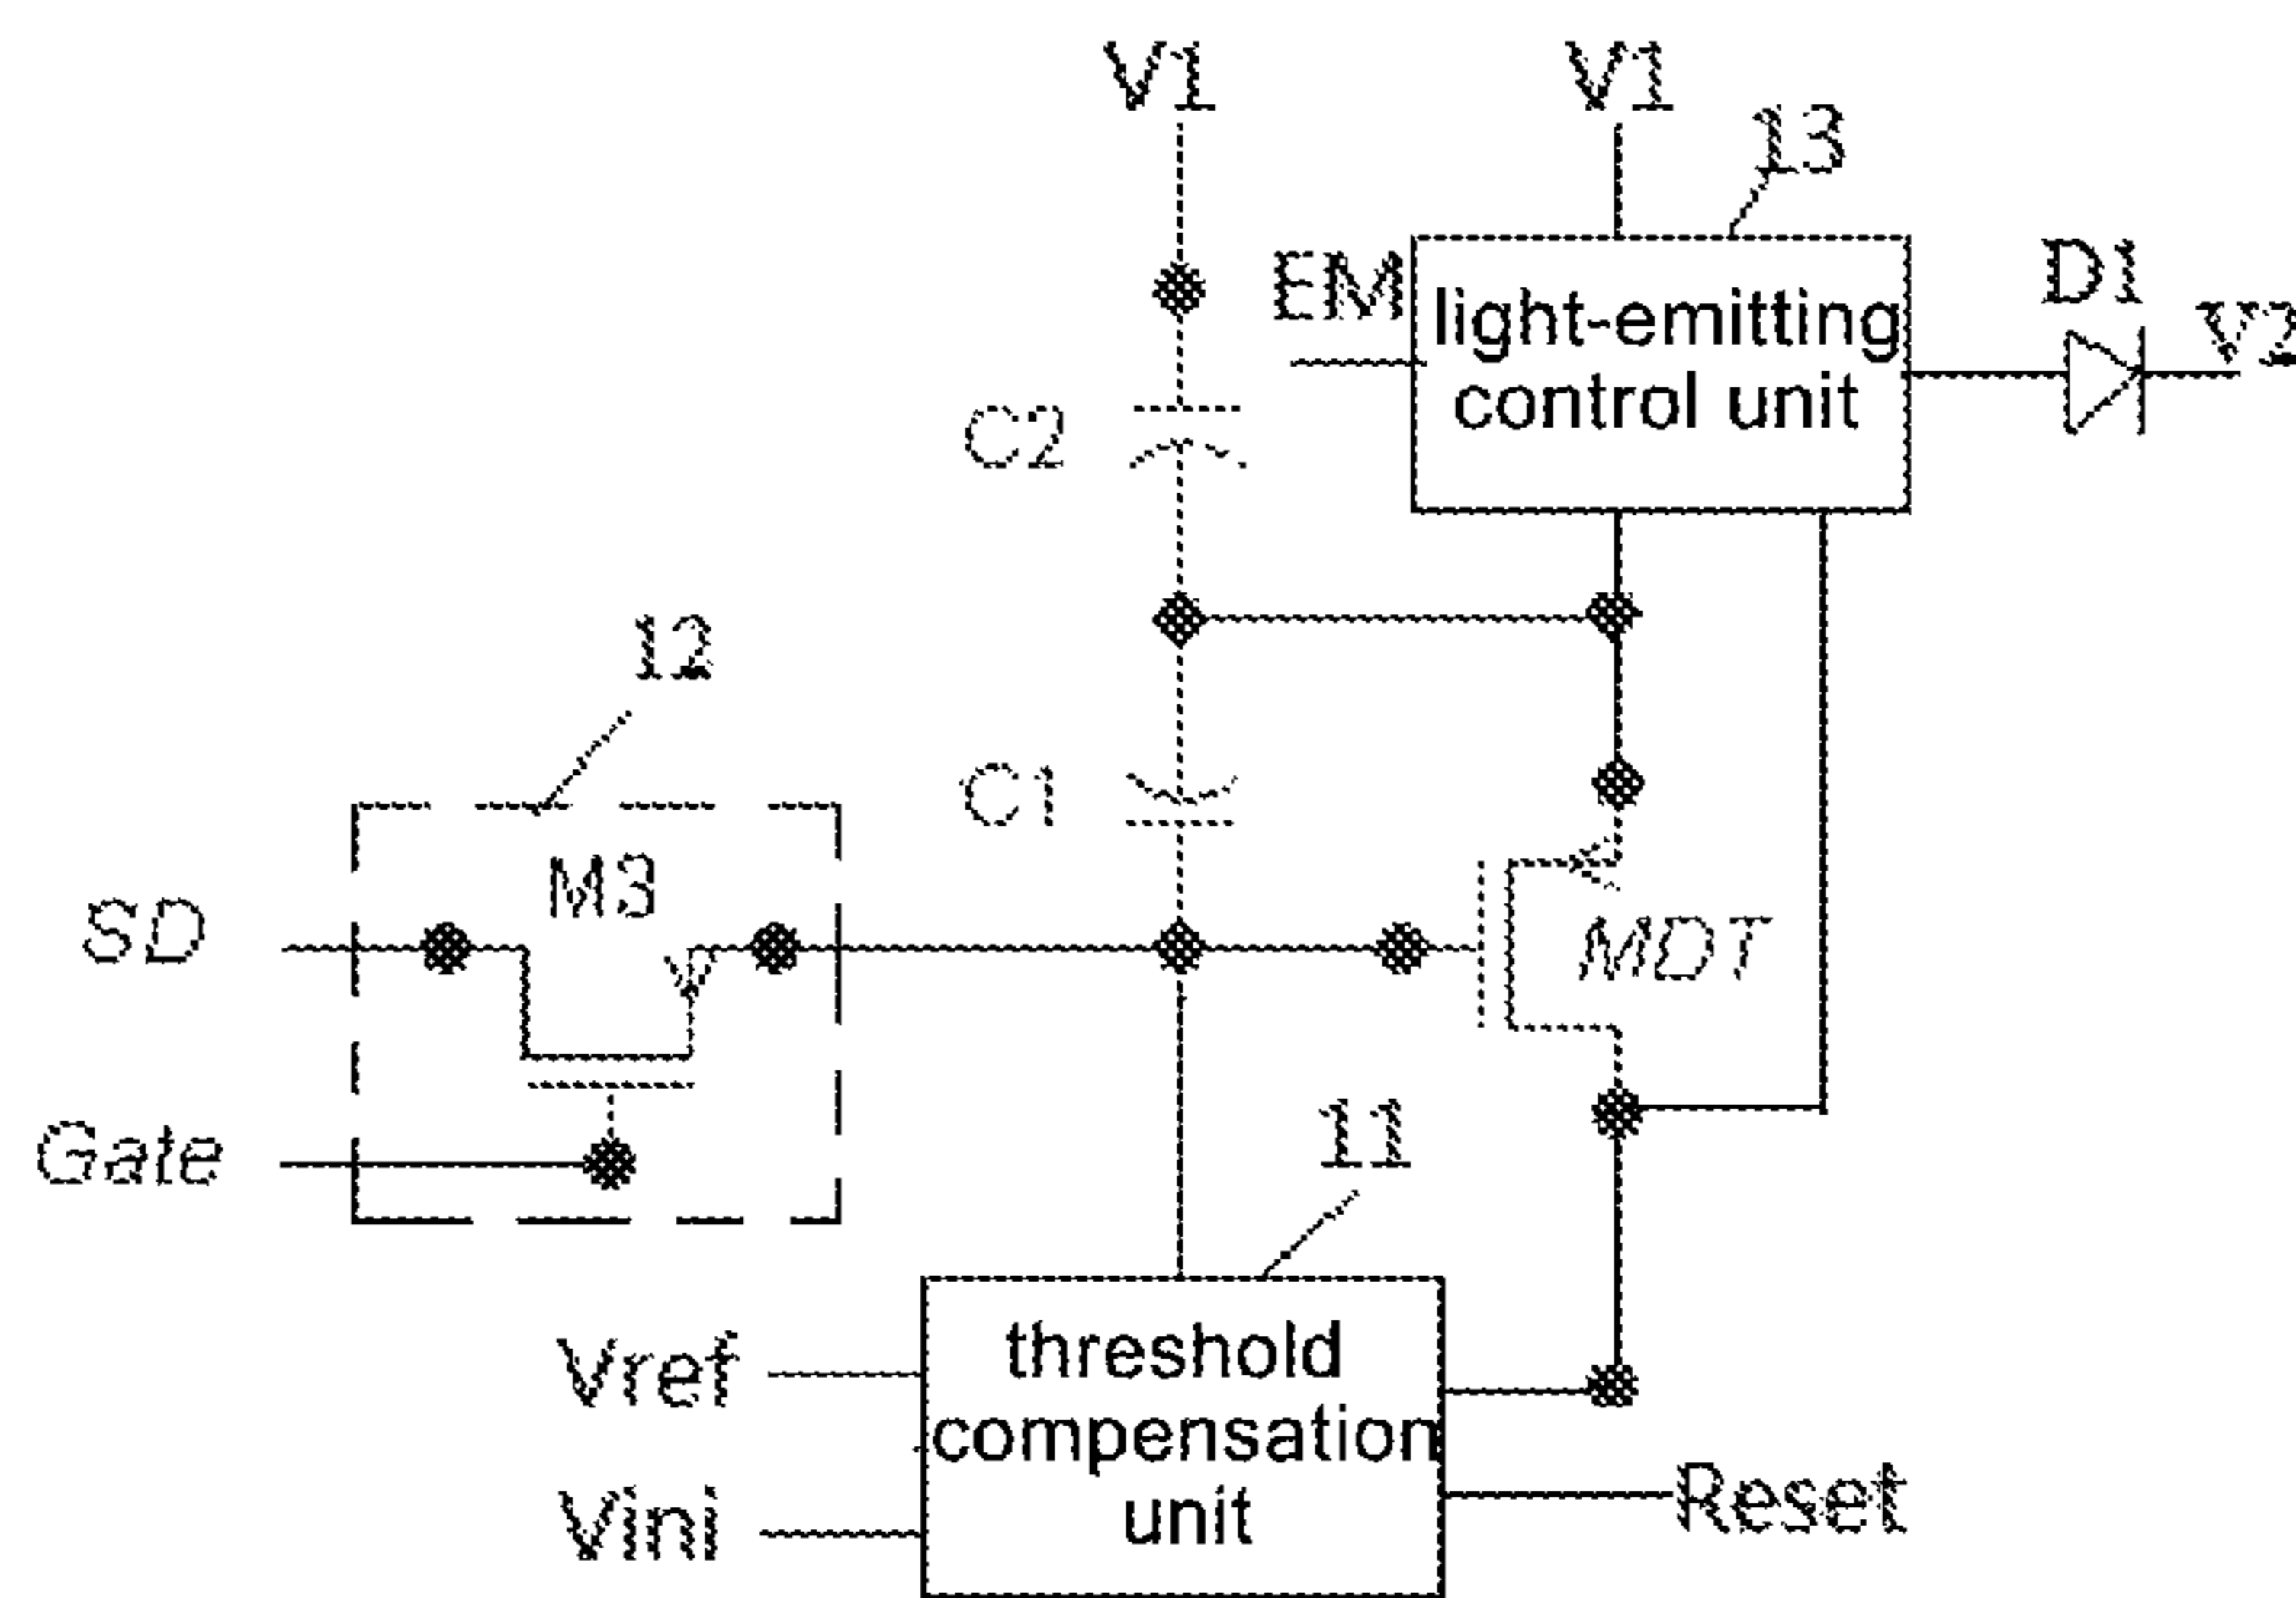 V1
V1
13
EM
light-emitting
control unit
D1
V2
C2
12
C1
M3
SD
MDT
Gate
11
Vref
threshold
compensation
unit
Vini
Reset